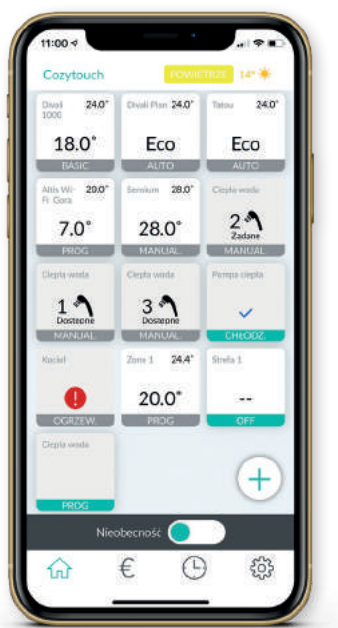 11:00
Cozytouch POWIETRZE 14°
Divali 1000 24.0°
18.0°
BASIC
Divali Plan 24.0°
Eco
AUTO
Tatou 24.0°
Eco
AUTO
Altis Wi-Fi Gora 20.0°
7.0°
PROG
Sensium 28.0°
28.0°
MANUAL.
Ciepła woda
2
Zadane
MANUAL
Ciepła woda
1
Dostępne
MANUAL.
Ciepła woda
3
Dostępne
MANUAL.
Pompa ciepła
CHŁODZ.
Kocioł
OGRZEW.
Zone 1 24.4°
20.0°
PROG
Strefa 1
--
OFF
Ciepła woda
PROG
Nieobecność
€